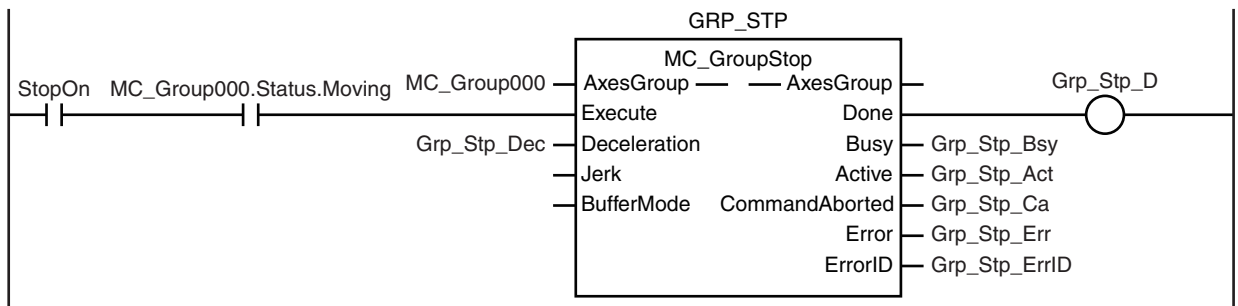 GRP_STP
MC_GroupStop
StopOn MC_Group000.Status.Moving MC_Group000 AxesGroup AxesGroup Grp_Stp_D
Execute Done
Grp_Stp_Dec Deceleration Busy Grp_Stp_Bsy
Jerk Active Grp_Stp_Act
BufferMode CommandAborted Grp_Stp_Ca
Error Grp_Stp_Err
ErrorID Grp_Stp_ErrID